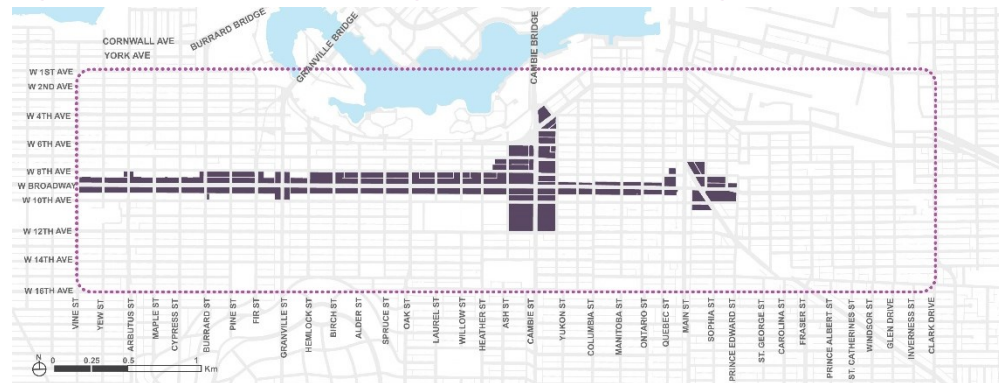 CORNWALL AVE
YORK AVE
BURRARD BRIDGE
GRANVILLE BRIDGE
CAMBIE BRIDGE
W 1ST AVE
W 2ND AVE
W 4TH AVE
W 6TH AVE
W 8TH AVE
W BROADWAY
W 10TH AVE
W 12TH AVE
W 14TH AVE
W 16TH AVE
VINE ST
YEW ST
ARBUTUS ST
MAPLE ST
CYPRESS ST
BURRARD ST
PINE ST
FIR ST
GRANVILLE ST
HEMLOCK ST
BIRCH ST
ALDER ST
SPRUCE ST
OAK ST
LAUREL ST
WILLOW ST
HEATHER ST
ASH ST
CAMBIE ST
YUKON ST
COLUMBIA ST
MANITOBA ST
ONTARIO ST
QUEBEC ST
MAIN ST
SOPHIA ST
PRINCE EDWARD ST
ST. GEORGE ST
CAROLINA ST
FRASER ST
PRINCE ALBERT ST
ST. CATHERINES ST
WINDSOR ST
GLEN DRIVE
INVERNESS ST
CLARK DRIVE
N
0 0.25 0.5 1
Km